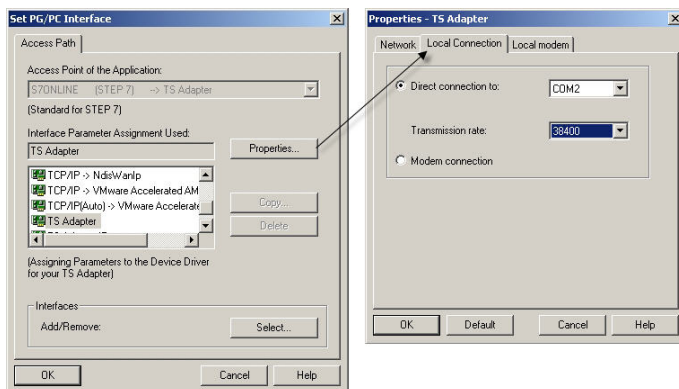 Set PG/PC Interface
Access Path
Access Point of the Application:
S7ONLINE (STEP 7) --> TS Adapter
(Standard for STEP 7)
Interface Parameter Assignment Used:
TS Adapter
Properties...
TCP/IP -> NdisWanIp
TCP/IP -> VMware Accelerated AM
TCP/IP(Auto) -> VMware Accelerate
TS Adapter
Copy...
Delete
(Assigning Parameters to the Device Driver
for your TS Adapter)
Interfaces
Add/Remove:
Select...
OK
Cancel
Help
Properties - TS Adapter
Network
Local Connection
Local modem
Direct connection to:
COM2
Transmission rate:
38400
Modem connection
OK
Default
Cancel
Help